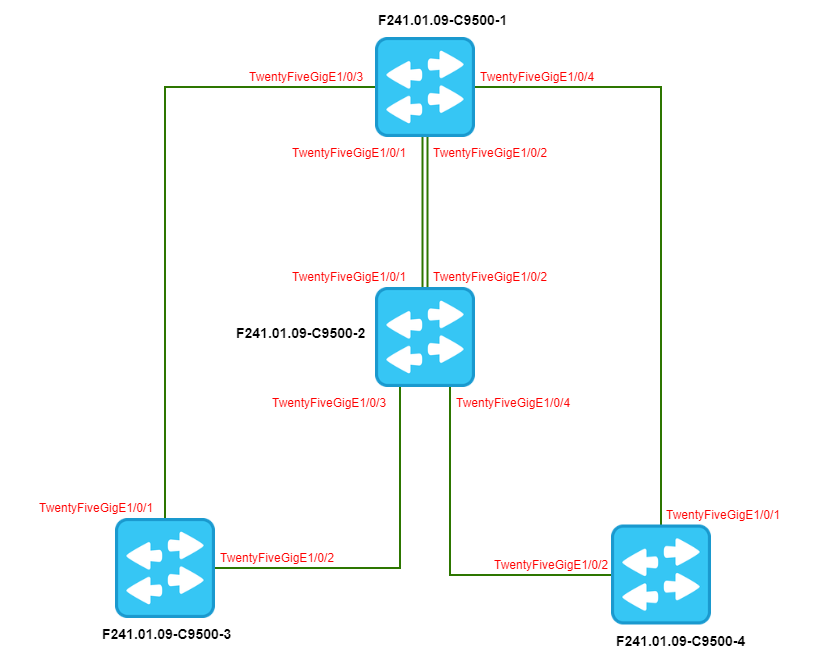 F241.01.09-C9500-1
TwentyFiveGigE1/0/3
TwentyFiveGigE1/0/4
TwentyFiveGigE1/0/1
TwentyFiveGigE1/0/2
TwentyFiveGigE1/0/1
TwentyFiveGigE1/0/2
F241.01.09-C9500-2
TwentyFiveGigE1/0/3
TwentyFiveGigE1/0/4
TwentyFiveGigE1/0/1
TwentyFiveGigE1/0/1
TwentyFiveGigE1/0/2
TwentyFiveGigE1/0/2
F241.01.09-C9500-3
F241.01.09-C9500-4